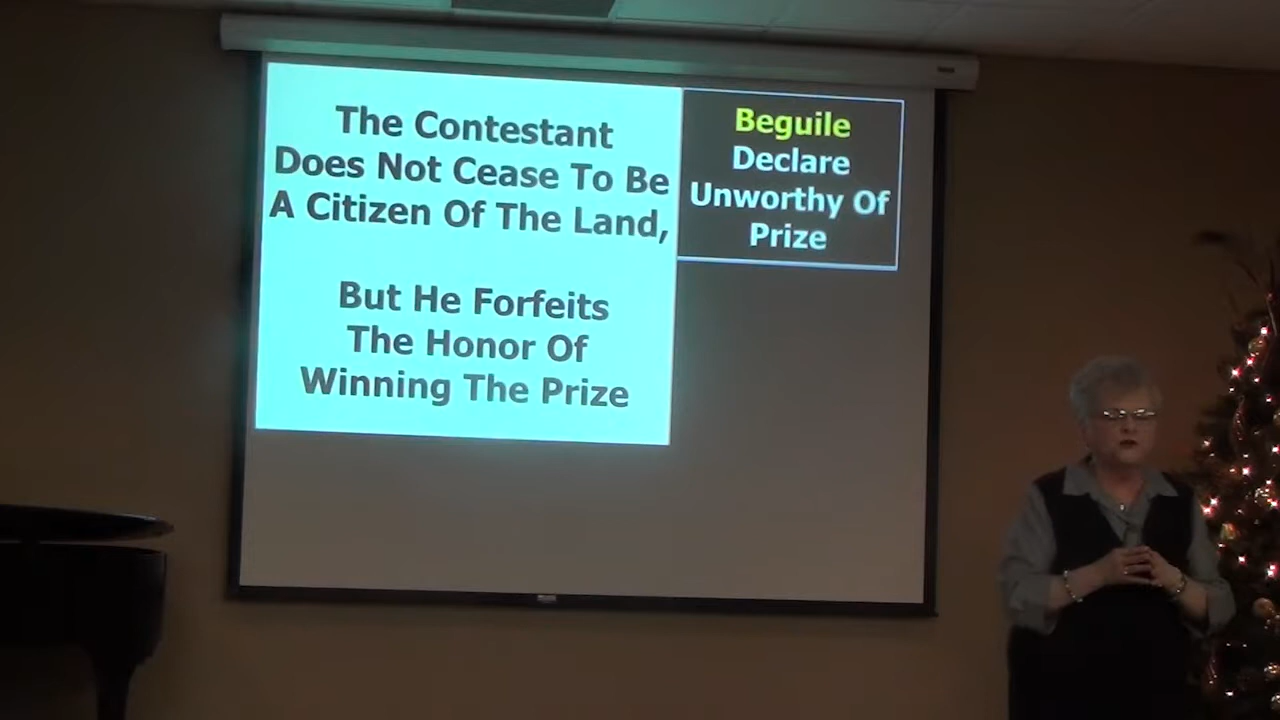 The Contestant
Does Not Cease To Be
A Citizen Of The Land,
But He Forfeits
The Honor Of
Winning The Prize
Beguile
Declare
Unworthy Of
Prize